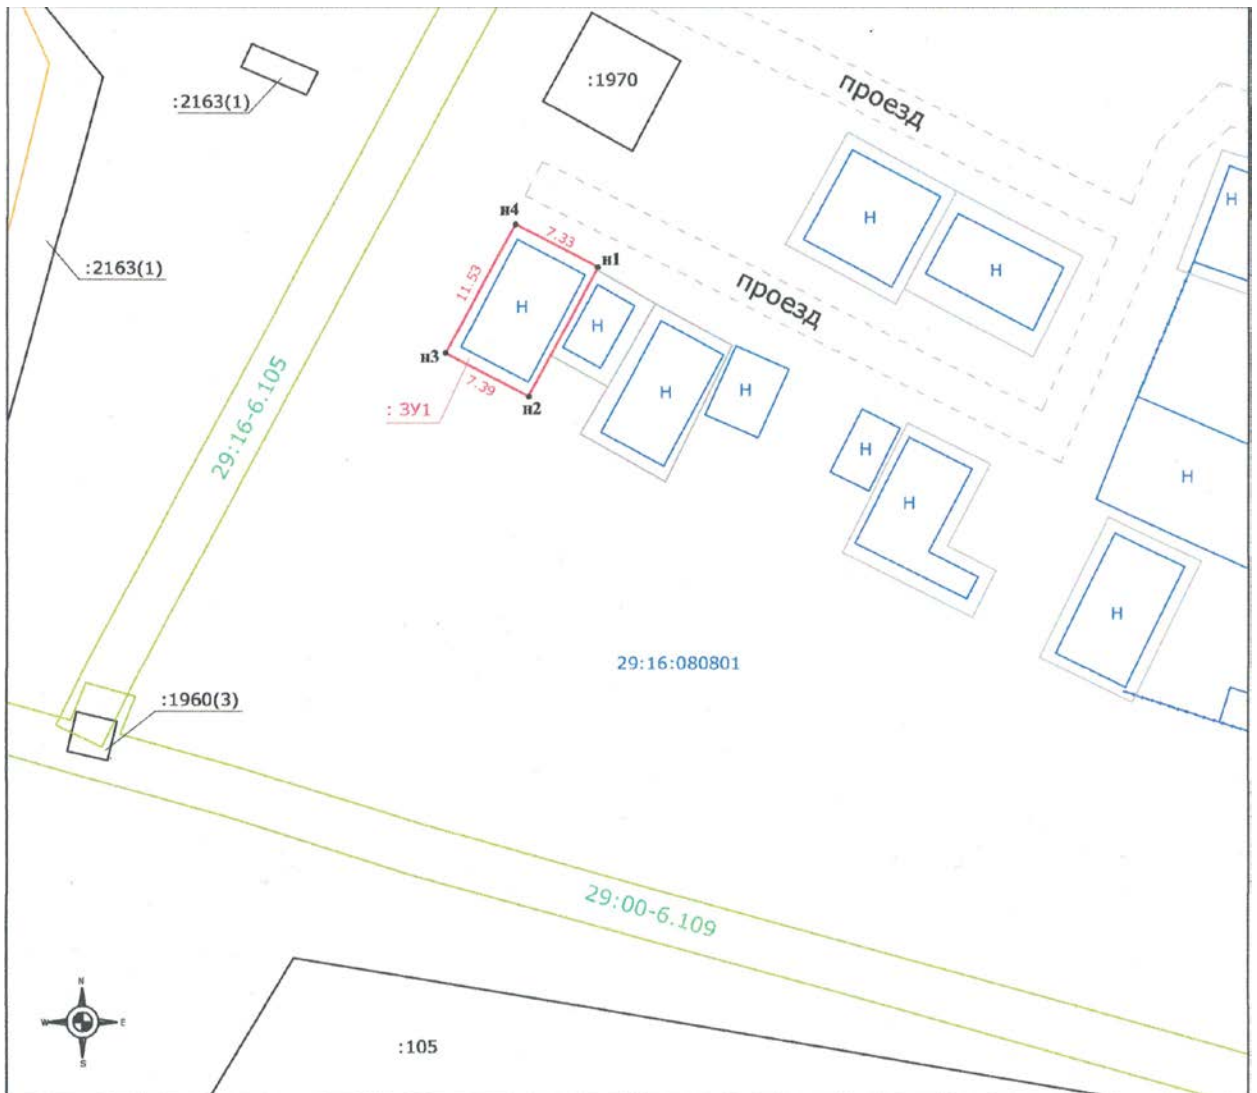 :1970
проезд
:2163(1)
Н
Н
н4
7.33
н1
Н
:2163(1)
проезд
11.53
Н
Н
н3
7.39
н2
Н
Н
: ЗУ1
29:16-6.105
Н
Н
Н
Н
29:16:080801
:1960(3)
29:00-6.109
N
W
E
S
:105